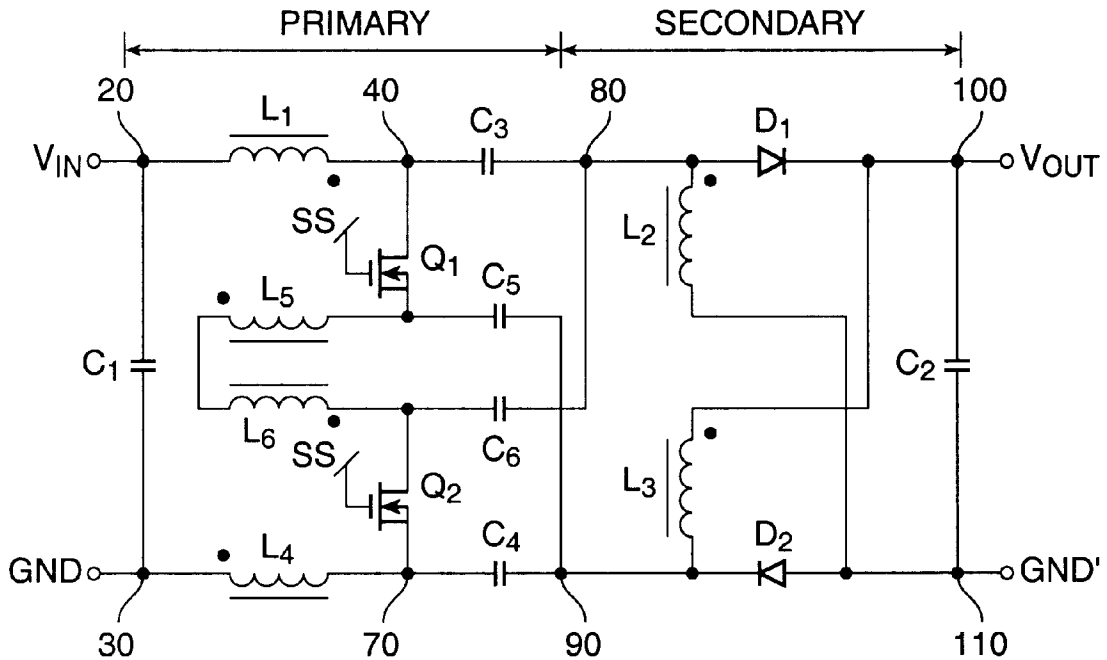 PRIMARY SECONDARY
20 40 80 100
L1 C3 D1
VIN VOUT
SS Q1 L2
L5 C5
C1 C2
L6 C6
SS Q2 L3
L4 C4 D2
GND GND'
30 70 90 110